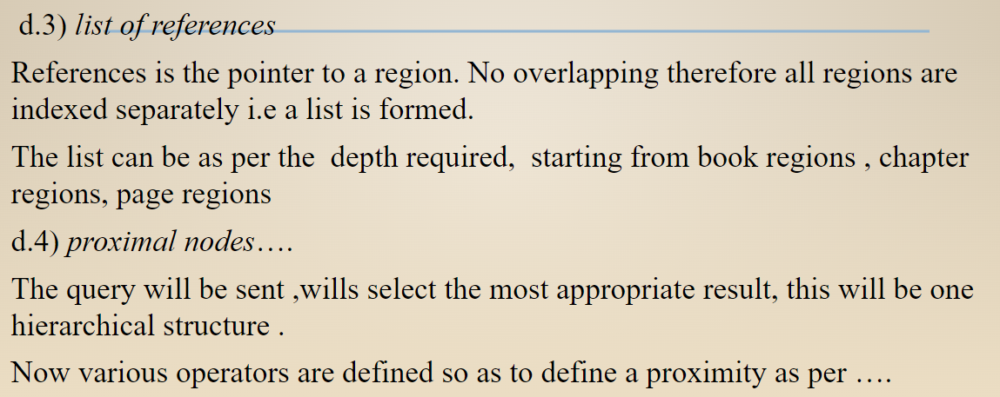 d.3) list of references
References is the pointer to a region. No overlapping therefore all regions are
indexed separately i.e a list is formed.
The list can be as per the  depth required,  starting from book regions , chapter
regions, page regions
d.4) proximal nodes….
The query will be sent ,wills select the most appropriate result, this will be one
hierarchical structure .
Now various operators are defined so as to define a proximity as per ….